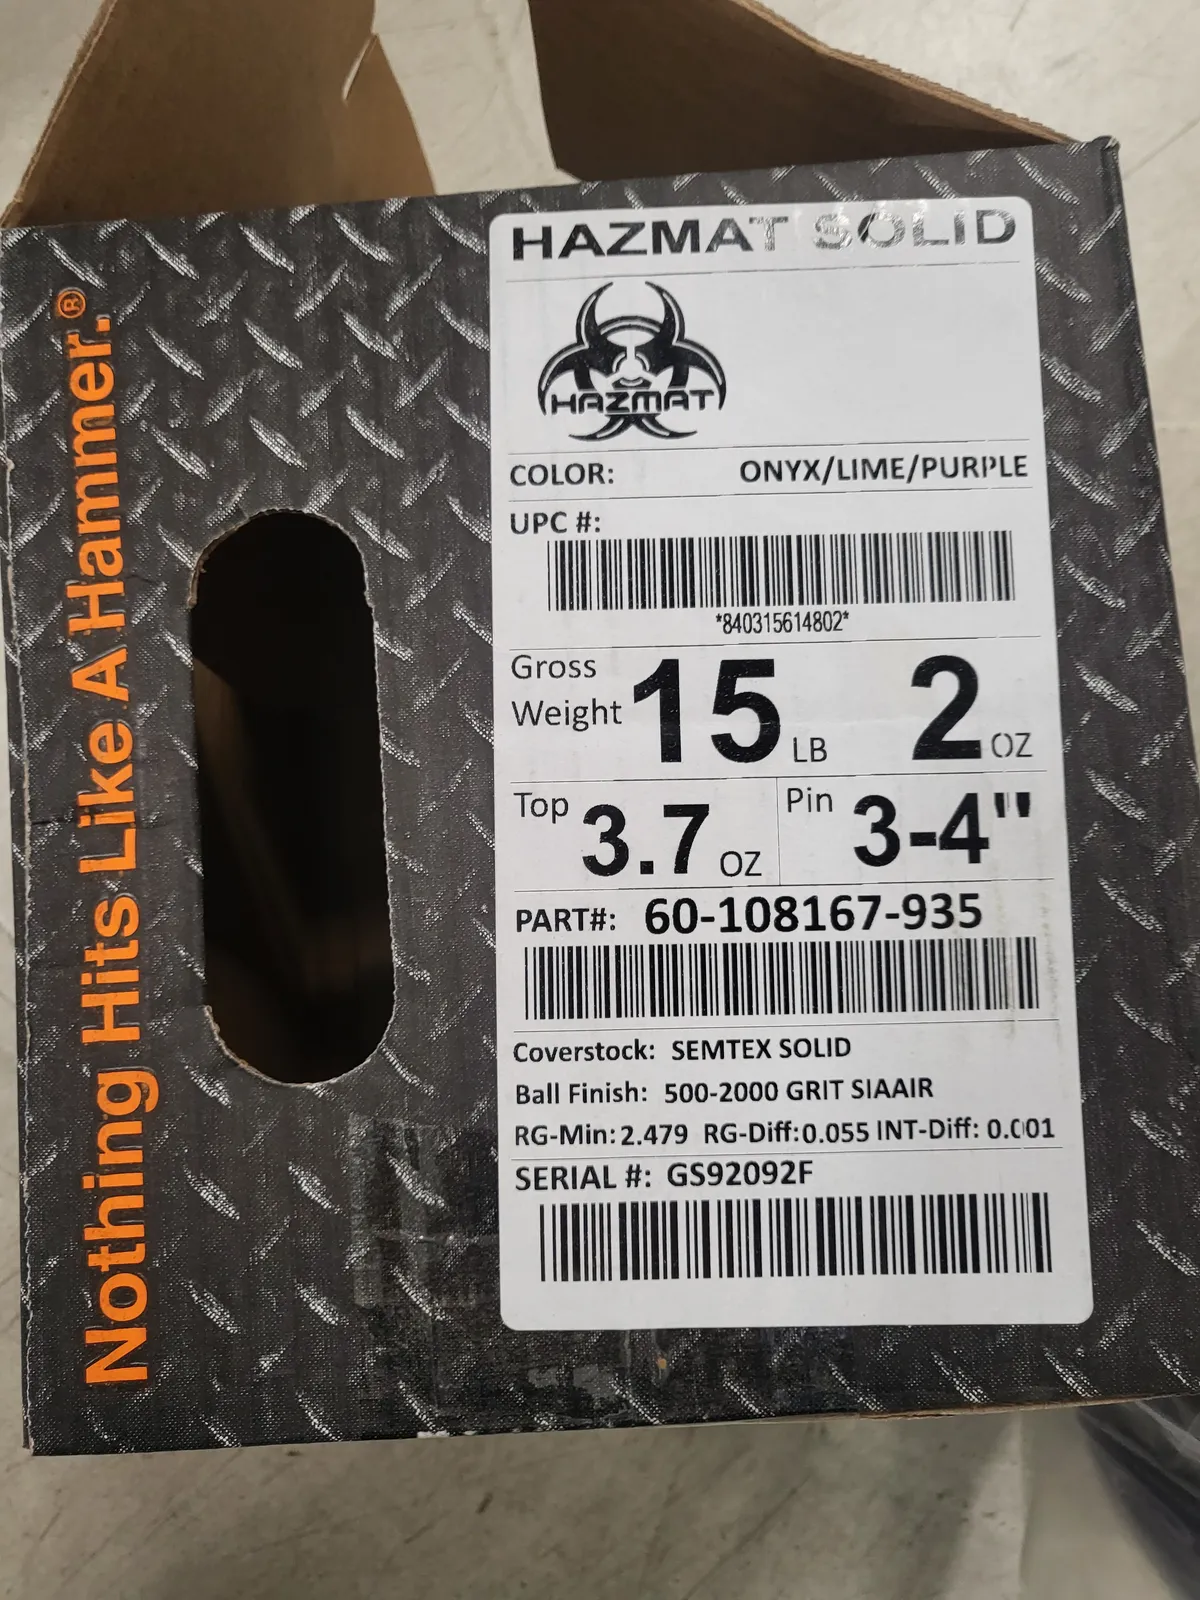 Nothing Hits Like A Hammer.®
HAZMAT SOLID
HAZMAT
COLOR: ONYX/LIME/PURPLE
UPC #:
*840315614802*
Gross Weight 15 LB 2 OZ
Top 3.7 OZ Pin 3-4"
PART#: 60-108167-935
Coverstock: SEMTEX SOLID
Ball Finish: 500-2000 GRIT SIAAIR
RG-Min: 2.479 RG-Diff: 0.055 INT-Diff: 0.001
SERIAL #: GS92092F